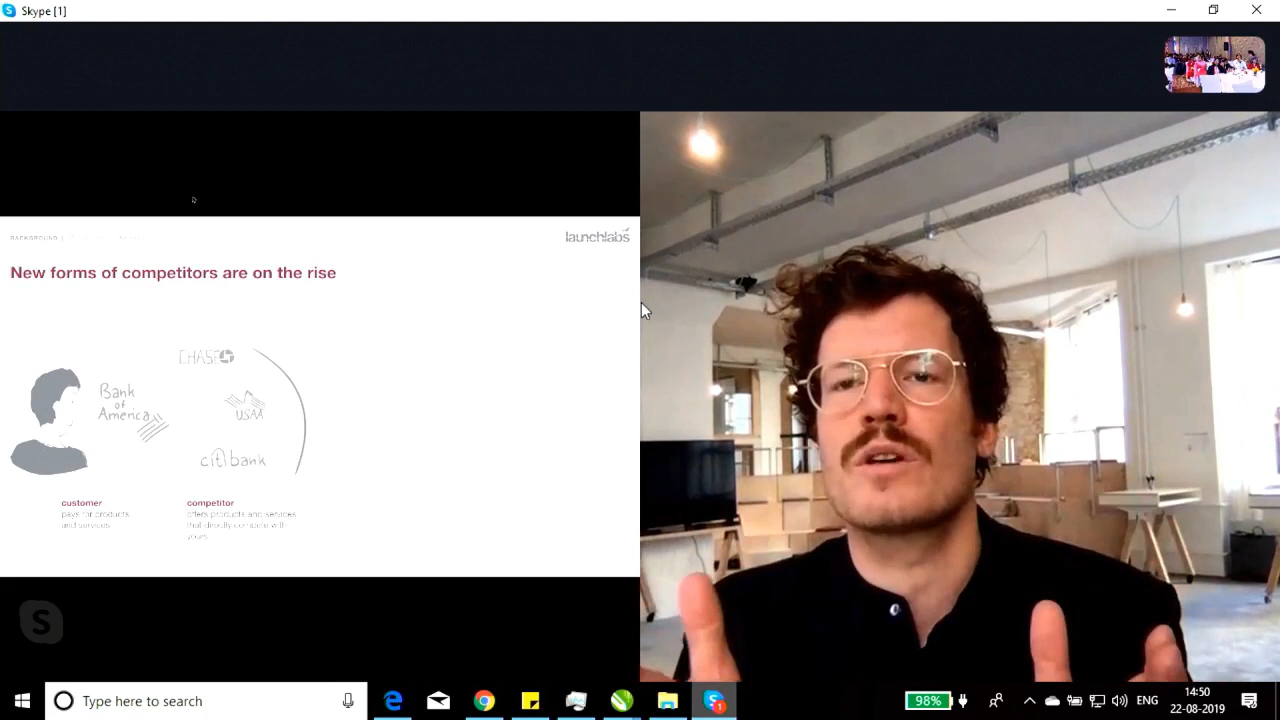 Skype [1]
BACKGROUND |
launchlabs
New forms of competitors are on the rise
CHASE
Bank
of
America
USAA
citibank
customer
pays for products
and services
competitor
offers products and services
that directly compete with
yours
S
Type here to search
98%
ENG
14:50
22-08-2019
1